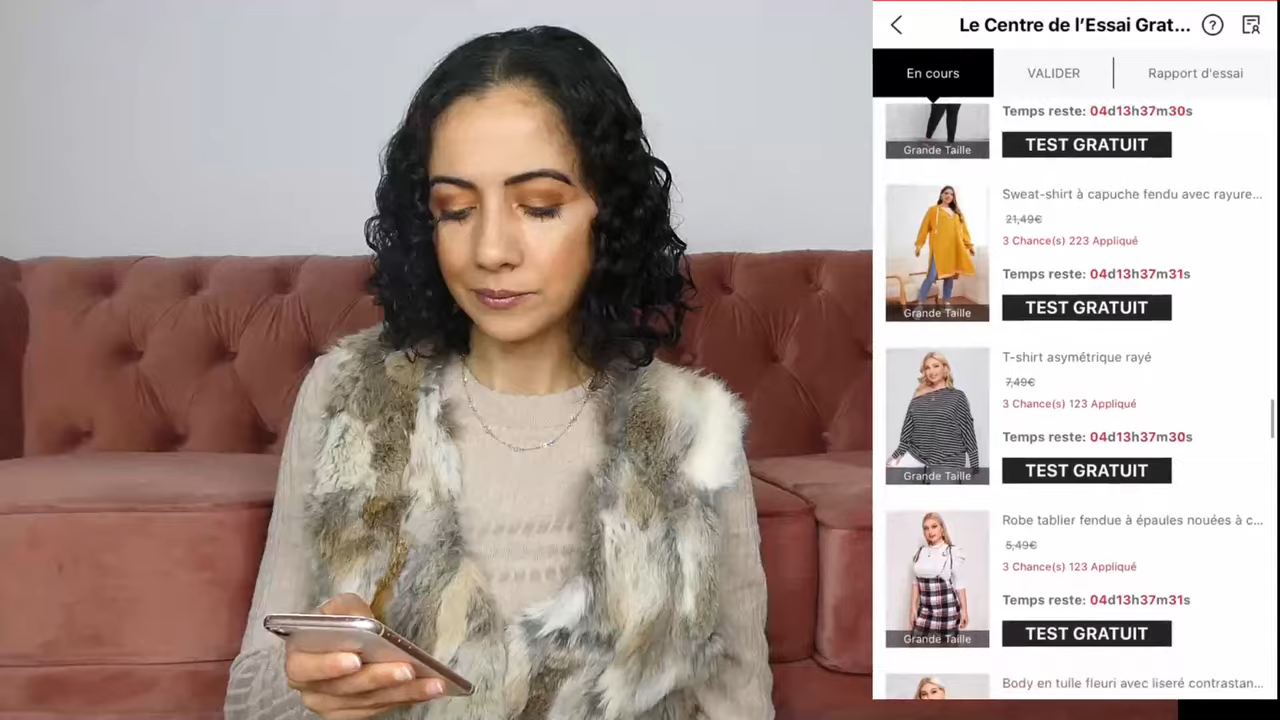 Le Centre de l’Essai Grat...
En cours
VALIDER
Rapport d'essai
Temps reste: 04d13h37m30s
Grande Taille
TEST GRATUIT
Sweat-shirt à capuche fendu avec rayure...
21,49€
3 Chance(s) 223 Appliqué
Temps reste: 04d13h37m31s
Grande Taille
TEST GRATUIT
T-shirt asymétrique rayé
7,49€
3 Chance(s) 123 Appliqué
Temps reste: 04d13h37m30s
Grande Taille
TEST GRATUIT
Robe tablier fendue à épaules nouées à c...
5,49€
3 Chance(s) 123 Appliqué
Temps reste: 04d13h37m31s
Grande Taille
TEST GRATUIT
Body en tulle fleuri avec liseré contrastan...